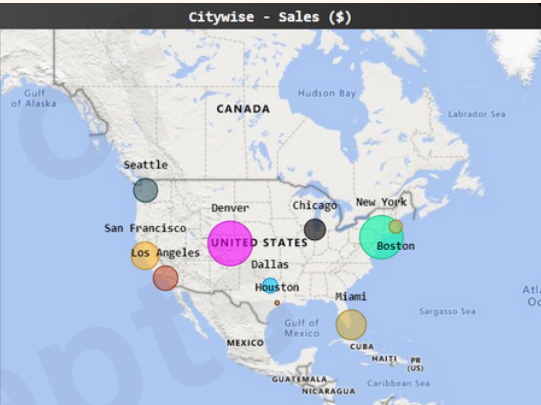 Citywise - Sales ($)
Gulf
of Alaska
Hudson Bay
CANADA
Labrador Sea
Seattle
Denver
Chicago
New York
San Francisco
UNITED STATES
Boston
Los Angeles
Dallas
Houston
Miami
Sargasso Sea
Gulf of
Mexico
MEXICO
CUBA
HAITI
PR
(US)
GUATEMALA
Caribbean Sea
NICARAGUA